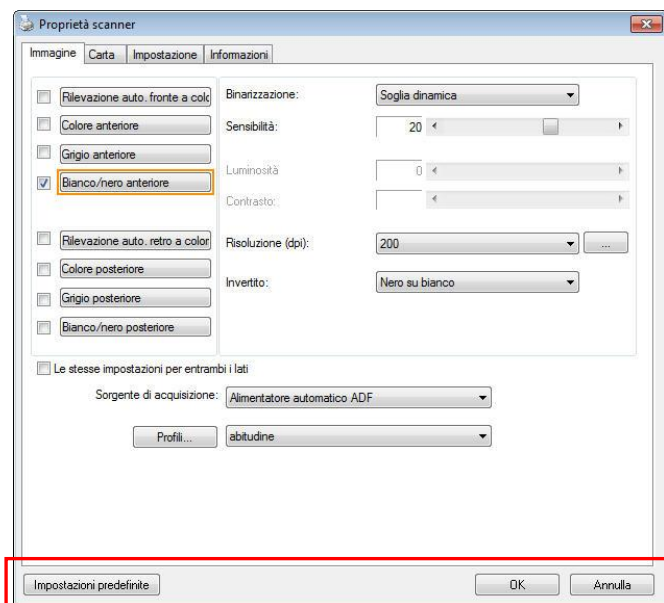 Proprietà scanner
Immagine Carta Impostazione Informazioni
Rilevazione auto. fronte a colo
Colore anteriore
Grigio anteriore
Bianco/nero anteriore
Rilevazione auto. retro a color
Colore posteriore
Grigio posteriore
Bianco/nero posteriore
Binarizzazione: Soglia dinamica
Sensibilità: 20
Luminosità 0
Contrasto:
Risoluzione (dpi): 200 ...
Invertito: Nero su bianco
Le stesse impostazioni per entrambi i lati
Sorgente di acquisizione: Alimentatore automatico ADF
Profili... abitudine
Impostazioni predefinite OK Annulla